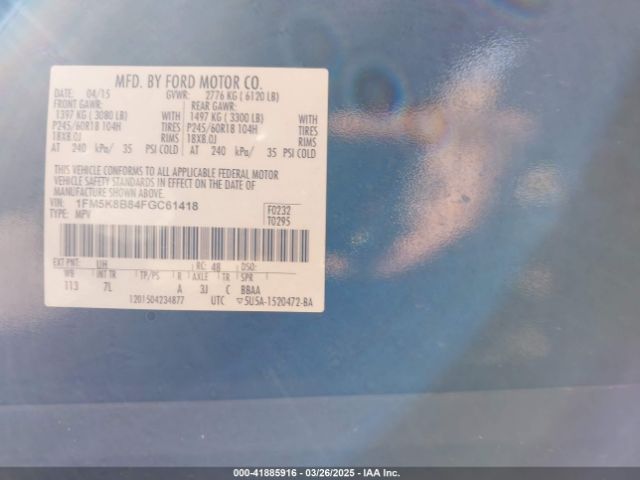 MFD. BY FORD MOTOR CO.
DATE: 04/15 GVWR: 2776 KG ( 6120 LB)
FRONT GAWR: REAR GAWR:
1397 KG ( 3080 LB) WITH 1497 KG ( 3300 LB) WITH
P245/60R18 104H TIRES P245/60R18 104H TIRES
18X8.0J RIMS 18X8.0J RIMS
AT 240 kPa/ 35 PSI COLD AT 240 kPa/ 35 PSI COLD
THIS VEHICLE CONFORMS TO ALL APPLICABLE FEDERAL MOTOR
VEHICLE SAFETY STANDARDS IN EFFECT ON THE DATE OF
MANUFACTURE SHOWN ABOVE.
VIN: 1FM5K8B84FGC61418 F0232
TYPE: MPV T0295
EXT PNT: UH RC: 48 DSO:
WB INT TR TP/PS R AXLE TR SPR
113 7L A 3J C BBAA
1201504234877 UTC ▽5U5A-1520472-BA
000-41885916 - 03/26/2025 - IAA Inc.